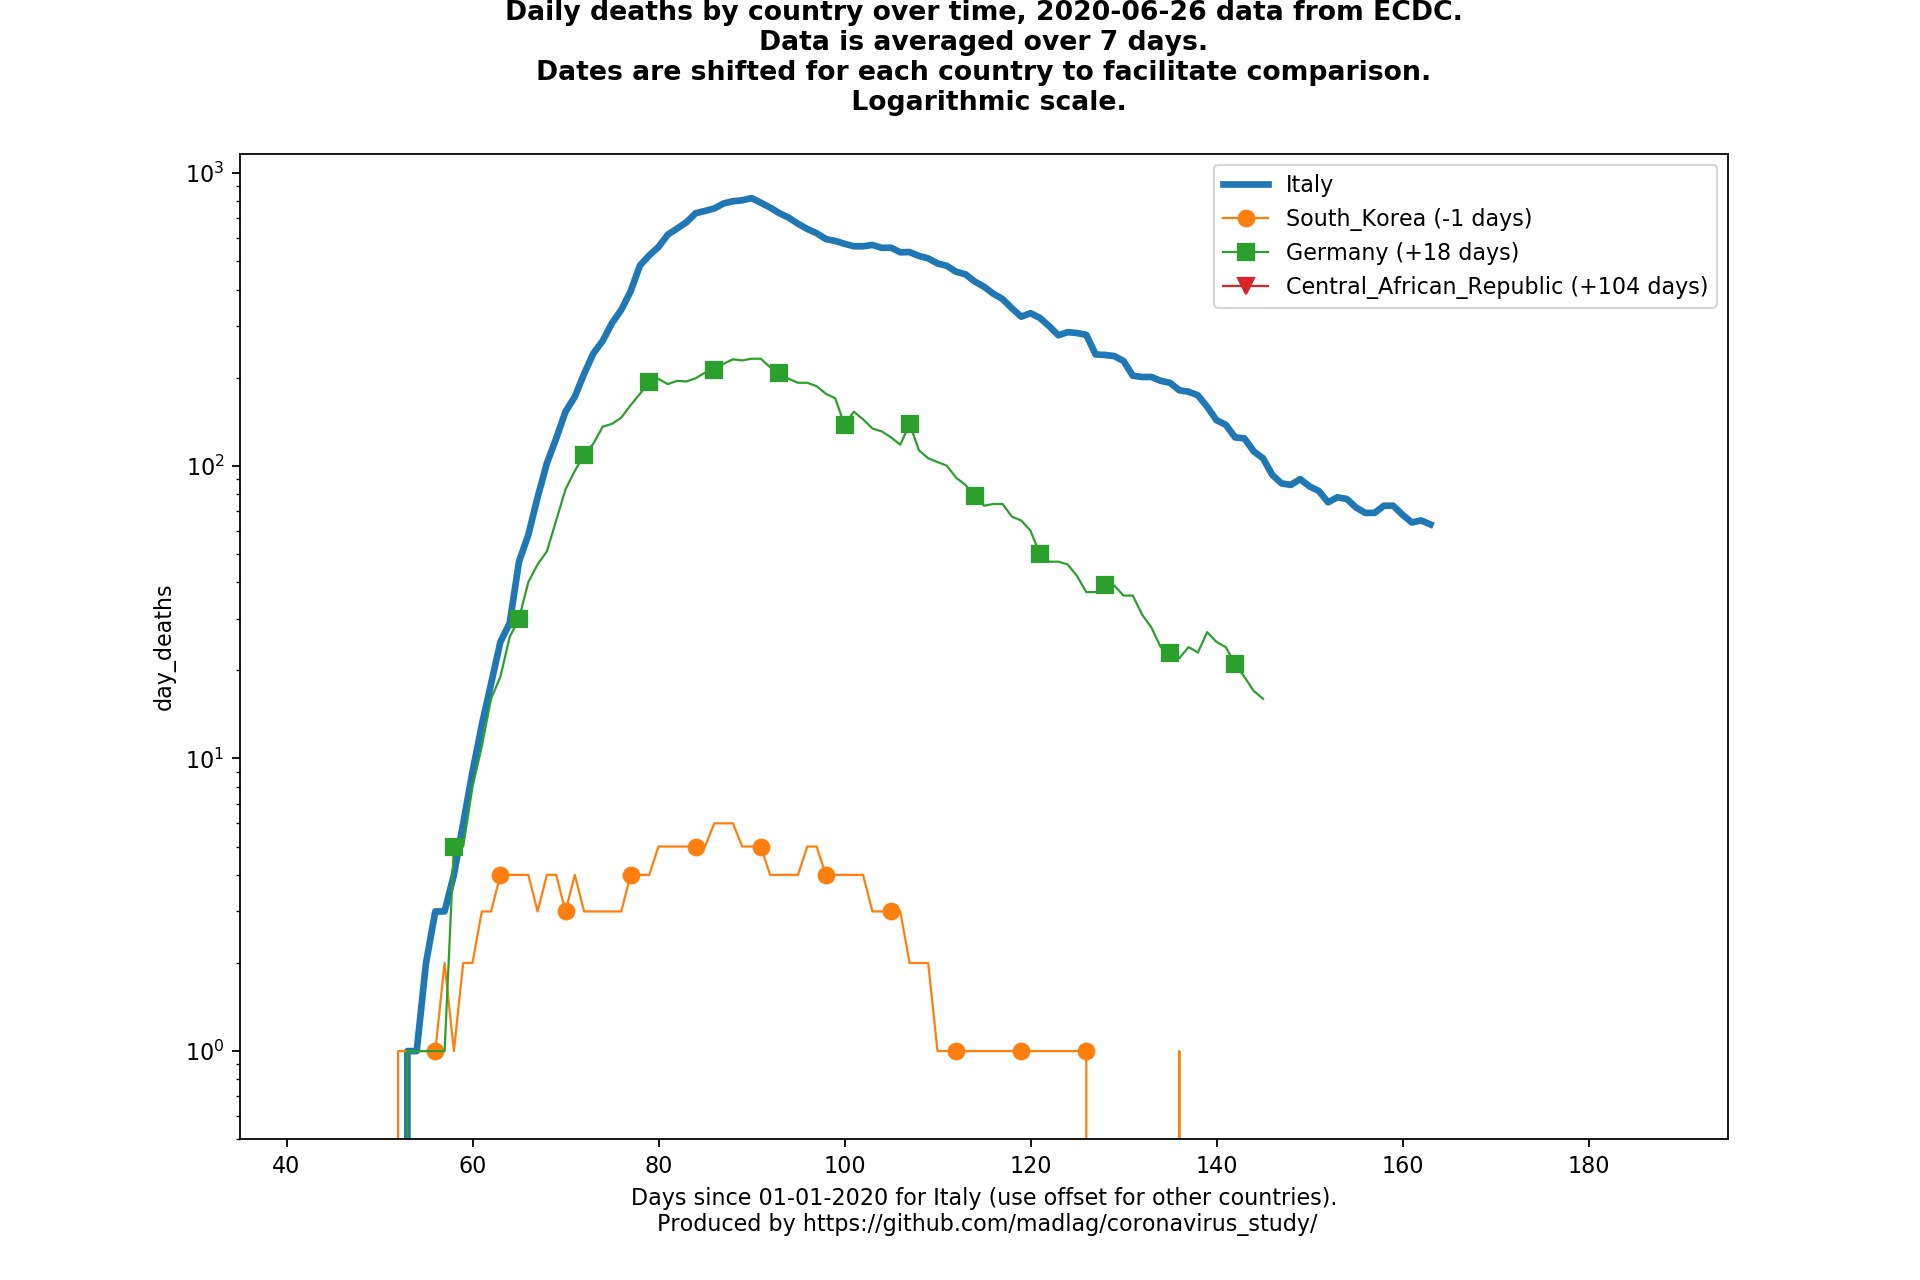 Daily deaths by country over time, 2020-06-26 data from ECDC.
Data is averaged over 7 days.
Dates are shifted for each country to facilitate comparison.
Logarithmic scale.
10³
10²
10¹
10⁰
day_deaths
Italy
South_Korea (-1 days)
Germany (+18 days)
Central_African_Republic (+104 days)
40 60 80 100 120 140 160 180
Days since 01-01-2020 for Italy (use offset for other countries).
Produced by https://github.com/madlag/coronavirus_study/